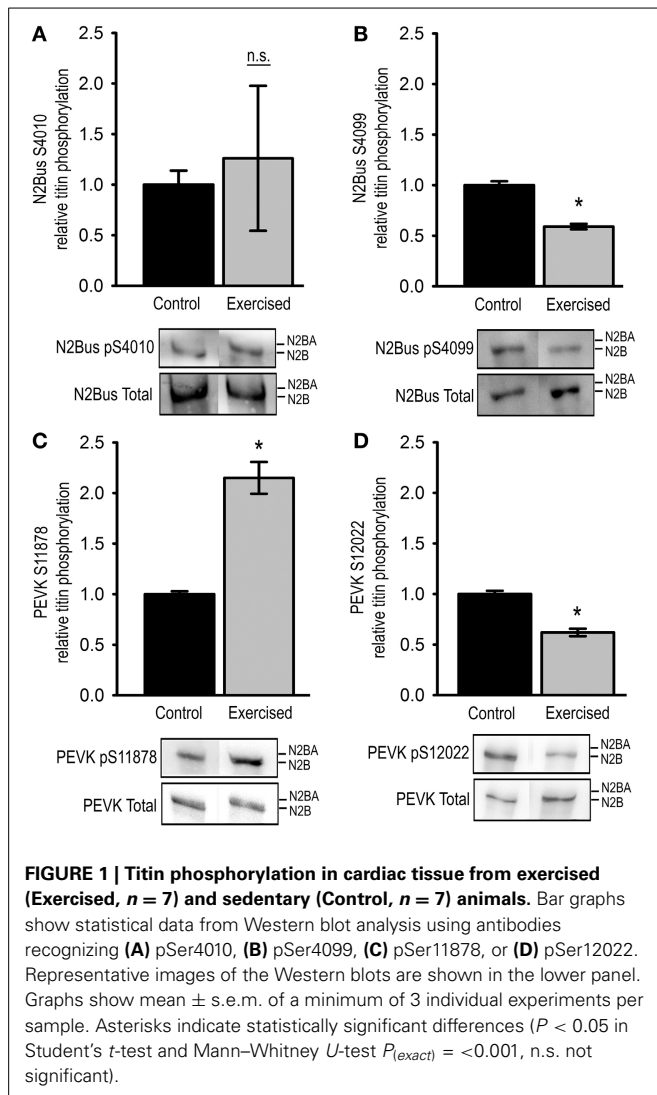 A
2.5
2.0
1.5
1.0
0.5
0.0
N2Bus S4010
relative titin phosphorylation
n.s.
Control Exercised
N2Bus pS4010
N2BA
N2B
N2Bus Total
N2BA
N2B
B
2.5
2.0
1.5
1.0
0.5
0.0
N2Bus S4099
relative titin phosphorylation
*
Control Exercised
N2Bus pS4099
N2BA
N2B
N2Bus Total
N2BA
N2B
C
2.5
2.0
1.5
1.0
0.5
0.0
PEVK S11878
relative titin phosphorylation
*
Control Exercised
PEVK pS11878
N2BA
N2B
PEVK Total
N2BA
N2B
D
2.5
2.0
1.5
1.0
0.5
0.0
PEVK S12022
relative titin phosphorylation
*
Control Exercised
PEVK pS12022
N2BA
N2B
PEVK Total
N2BA
N2B
FIGURE 1 | Titin phosphorylation in cardiac tissue from exercised
(Exercised, n = 7) and sedentary (Control, n = 7) animals. Bar graphs
show statistical data from Western blot analysis using antibodies
recognizing (A) pSer4010, (B) pSer4099, (C) pSer11878, or (D) pSer12022.
Representative images of the Western blots are shown in the lower panel.
Graphs show mean ± s.e.m. of a minimum of 3 individual experiments per
sample. Asterisks indicate statistically significant differences (P < 0.05 in
Student's t-test and Mann–Whitney U-test P(exact) = <0.001, n.s. not
significant).